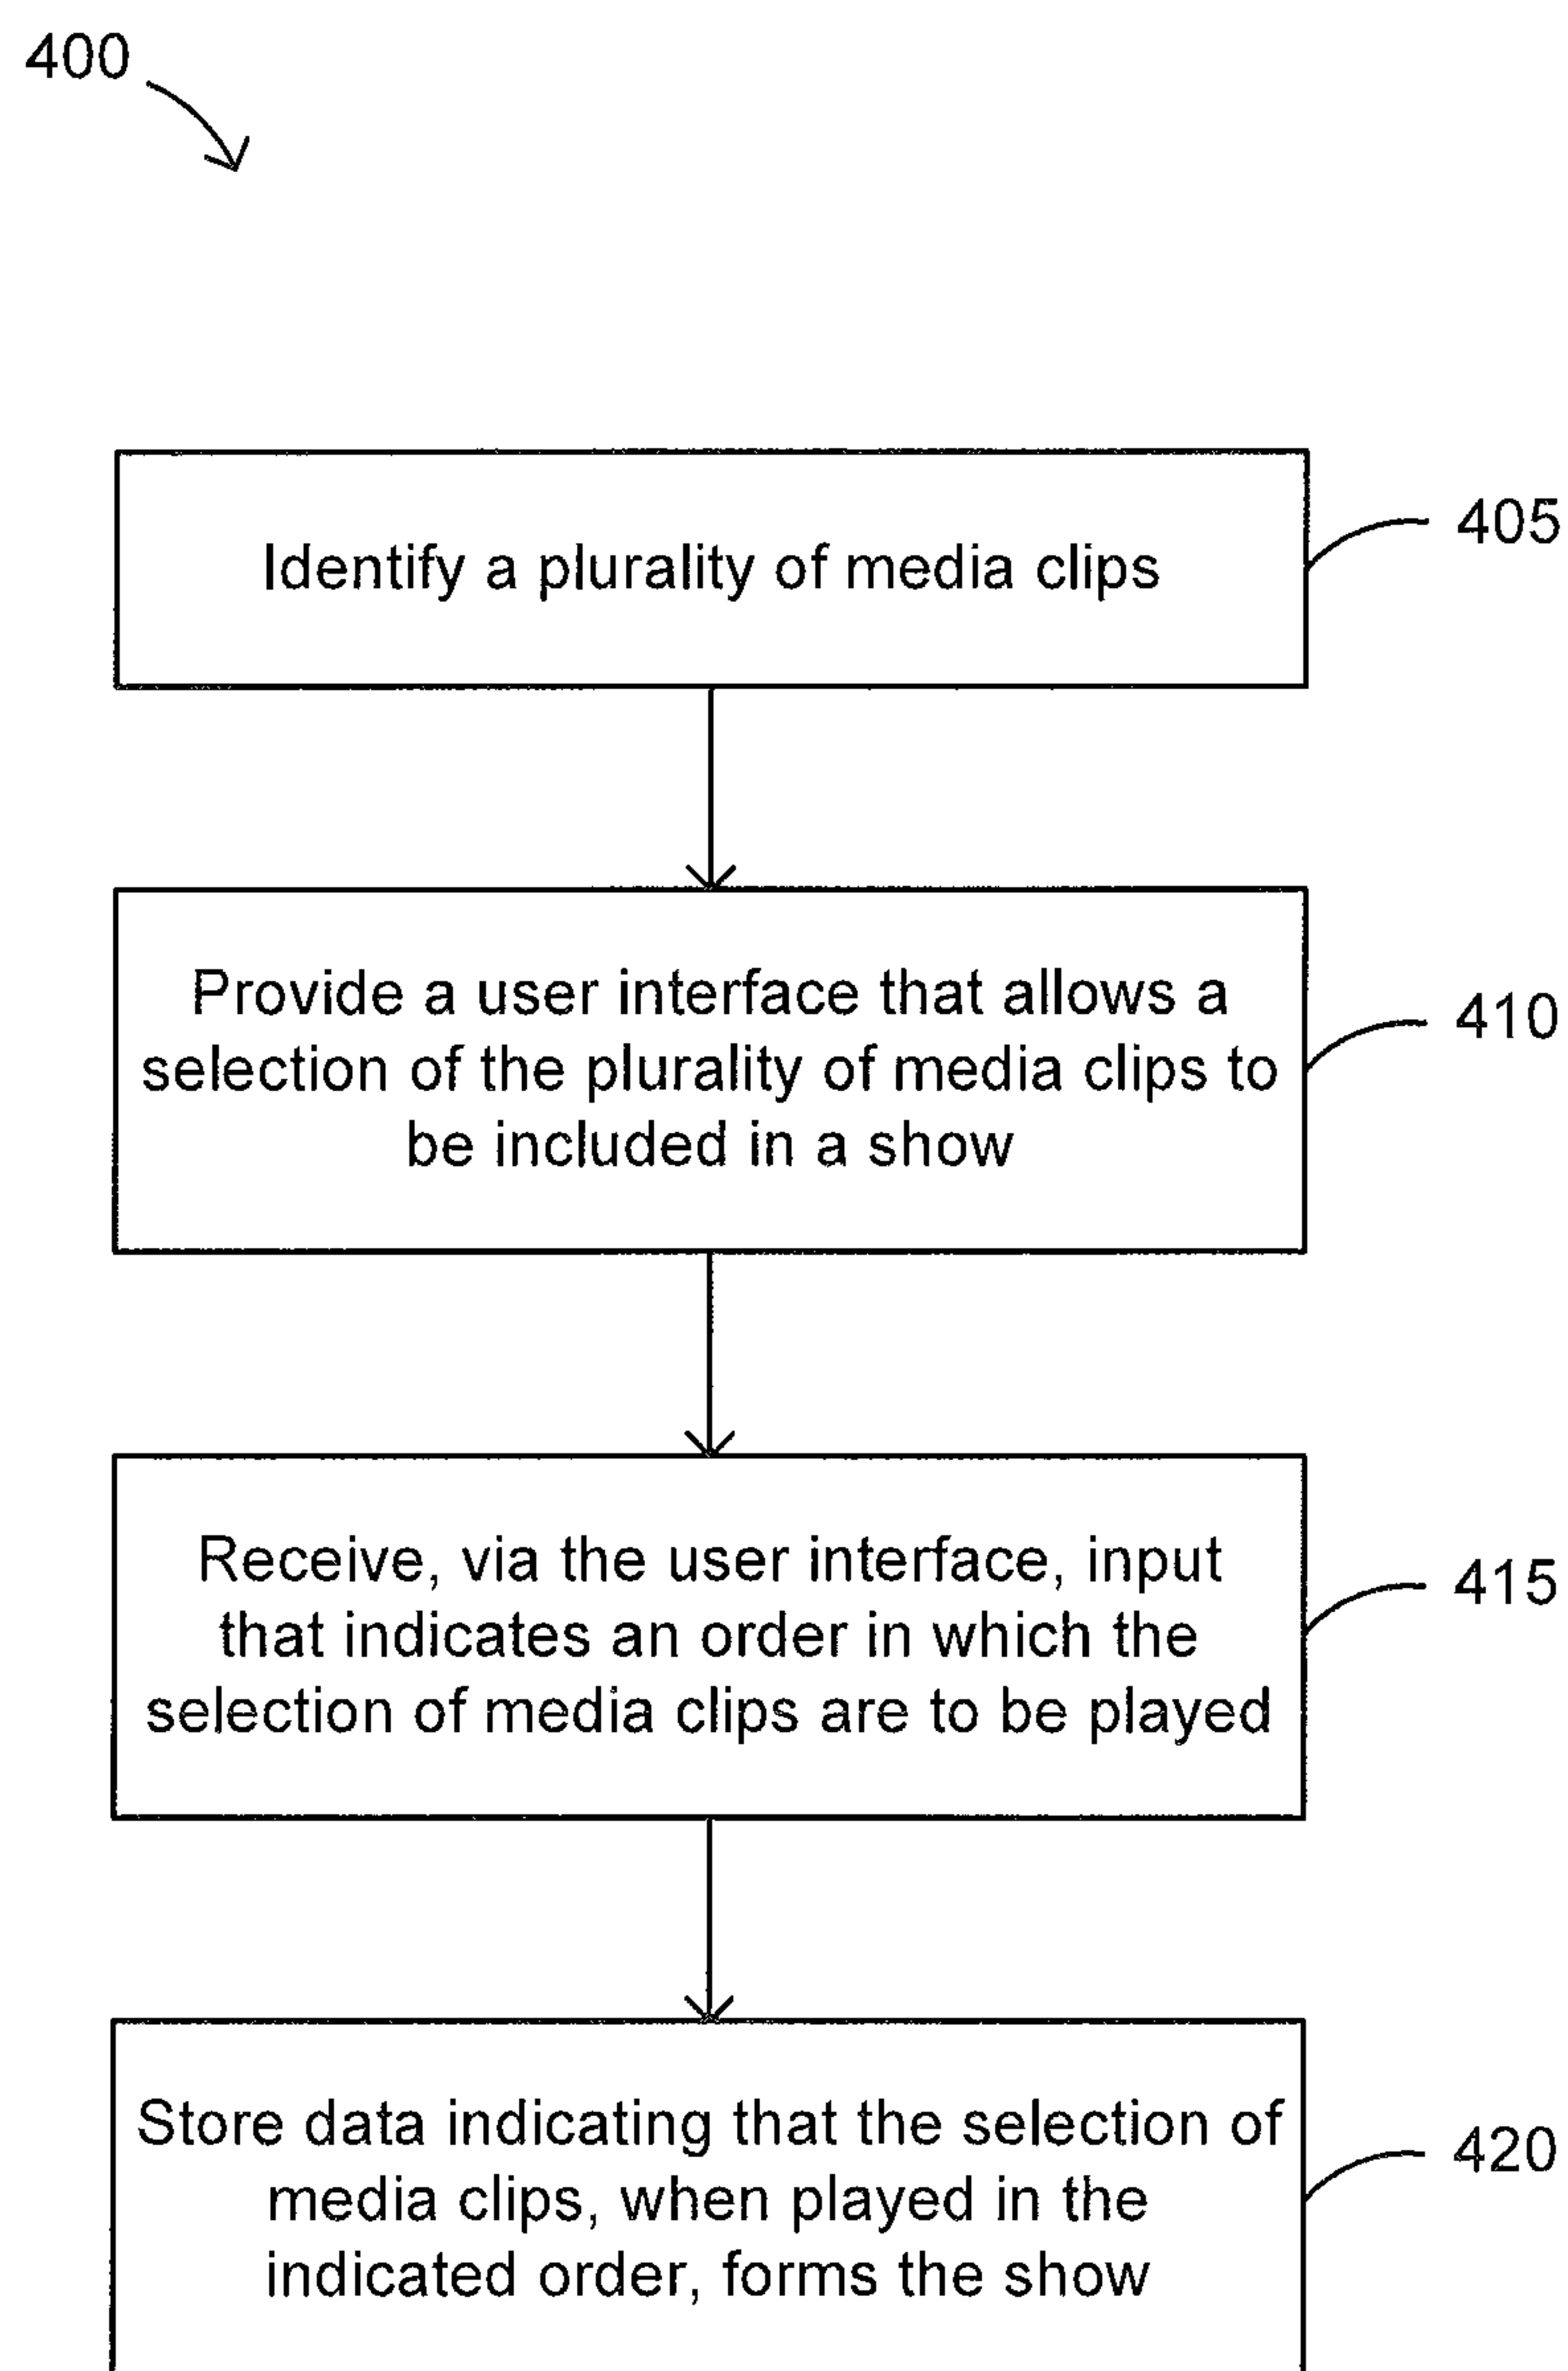 400
Identify a plurality of media clips
405
Provide a user interface that allows a
selection of the plurality of media clips to
be included in a show
410
Receive, via the user interface, input
that indicates an order in which the
selection of media clips are to be played
415
Store data indicating that the selection of
media clips, when played in the
indicated order, forms the show
420